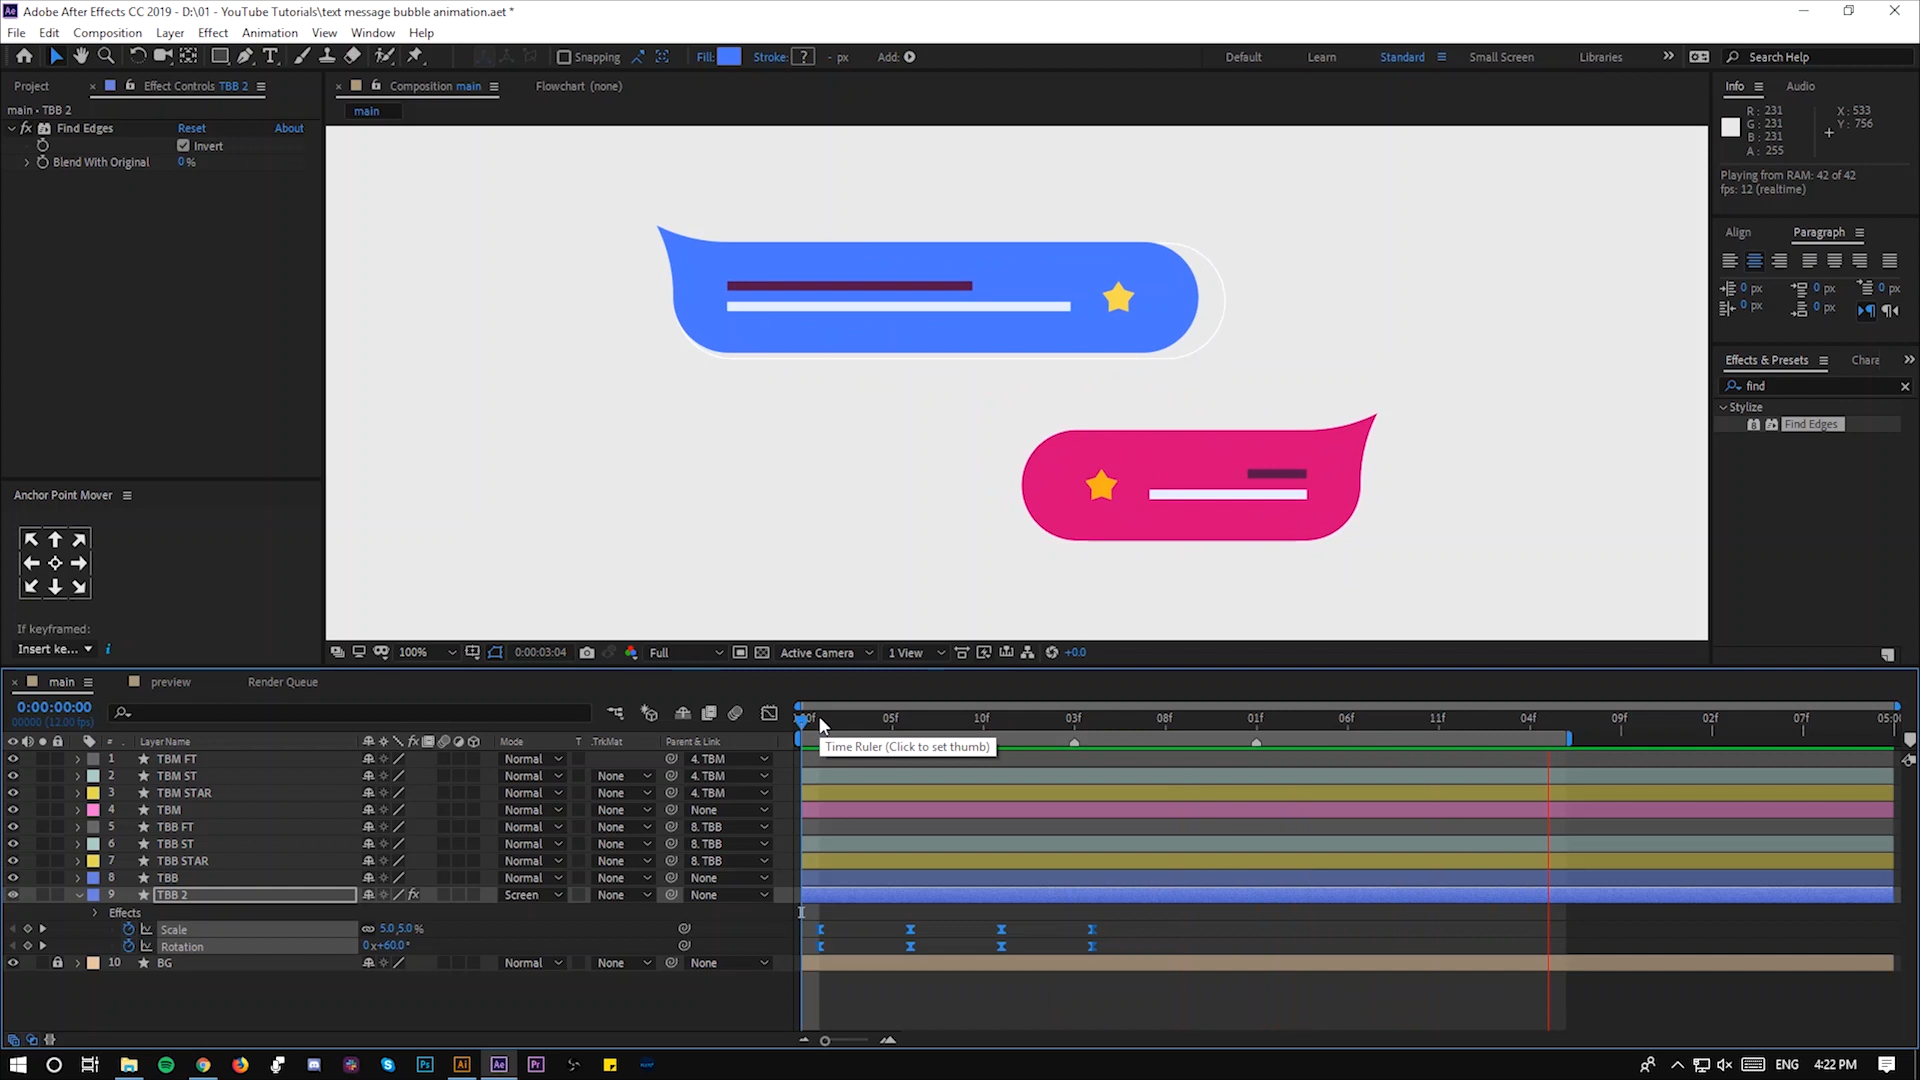 Adobe After Effects CC 2019 - D:\01 - YouTube Tutorials\text message bubble animation.aet *
File Edit Composition Layer Effect Animation View Window Help
Snapping Fill: Stroke: ? - px Add: Default Learn Standard Small Screen Libraries Search Help
Project Effect Controls TBB 2 Composition main Flowchart (none) Info Audio
main • TBB 2
main
fx Find Edges Reset About
Invert
Blend With Original 0 %
R: 231 X: 533
G: 231 Y: 756
B: 231
A: 255
Playing from RAM: 42 of 42
fps: 12 (realtime)
Align Paragraph
0 px 0 px 0 px
0 px 0 px
Effects & Presets Chara
find
Stylize
Find Edges
Anchor Point Mover
If keyframed:
Insert ke...
100% 0:00:03:04 Full Active Camera 1 View +0.0
main preview Render Queue
0:00:00:00
00000 (12.00 fps)
05f 10f 03f 08f 01f 06f 11f 04f 09f 02f 07f 05:0
# Layer Name fx Mode T .TrkMat Parent & Link
Time Ruler (Click to set thumb)
1 TBM FT Normal 4. TBM
2 TBM ST Normal None 4. TBM
3 TBM STAR Normal None 4. TBM
4 TBM Normal None None
5 TBB FT Normal None 8. TBB
6 TBB ST Normal None 8. TBB
7 TBB STAR Normal None 8. TBB
8 TBB Normal None None
9 TBB 2 fx Screen None None
Effects
Scale 5.0,5.0 %
Rotation 0 x+60.0°
10 BG Normal None None
Ps Ai Ae Pr ENG 4:22 PM